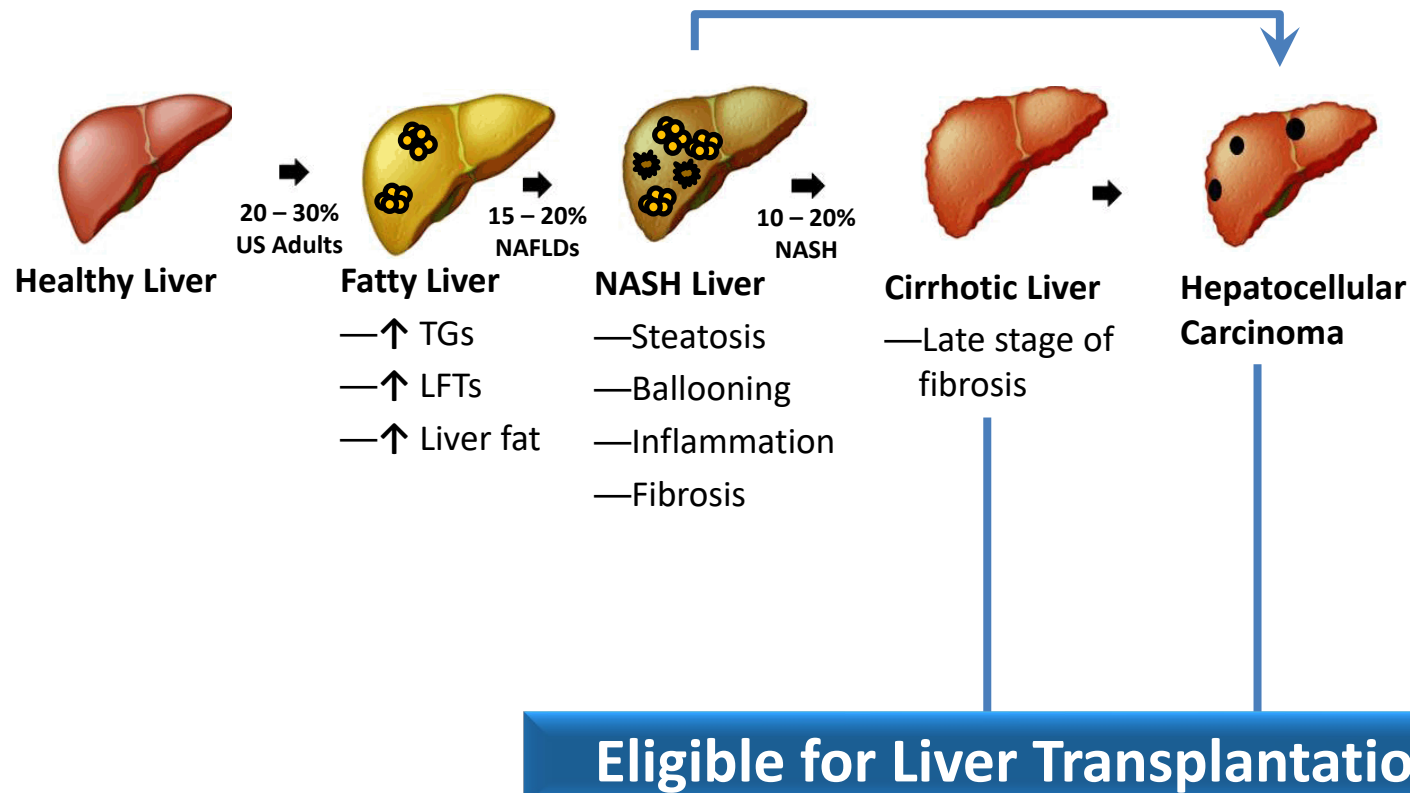 20 – 30%
US Adults
15 – 20%
NAFLDs
10 – 20%
NASH
Healthy Liver
Fatty Liver
—↑ TGs
—↑ LFTs
—↑ Liver fat
NASH Liver
—Steatosis
—Ballooning
—Inflammation
—Fibrosis
Cirrhotic Liver
—Late stage of
fibrosis
Hepatocellular
Carcinoma
Eligible for Liver Transplantatio